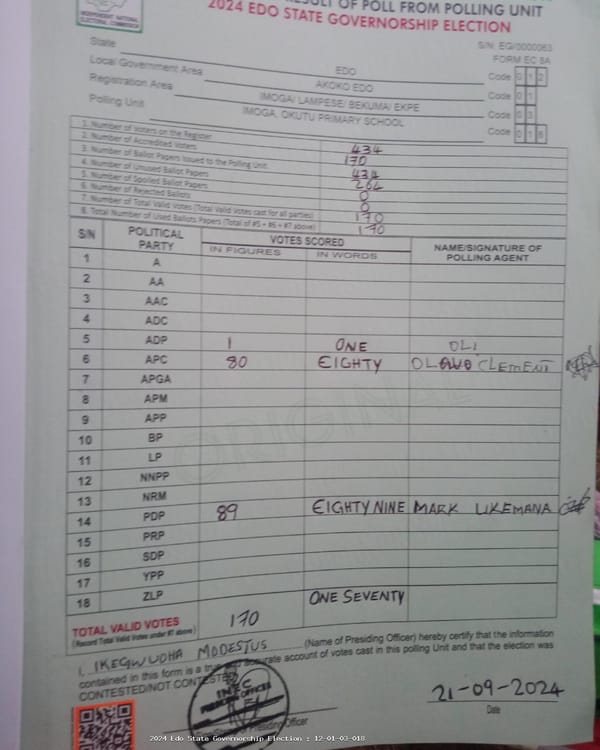 INDEPENDENT NATIONAL
ELECTORAL COMMISSION
RESULT OF POLL FROM POLLING UNIT
2024 EDO STATE GOVERNORSHIP ELECTION
S/N: EG/0000063
FORM EC 8A
State EDO Code 0 1 2
Local Government Area AKOKO EDO Code 0 1
Registration Area IMOGA/ LAMPESE/ BEKUMA/ EKPE Code 0 3
Polling Unit IMOGA, OKUTU PRIMARY SCHOOL Code 0 1 8
1. Number of Voters on the Register 434
2. Number of Accredited Voters 170
3. Number of Ballot Papers Issued to the Polling Unit 434
4. Number of Unused Ballot Papers 264
5. Number of Spoiled Ballot Papers 0
6. Number of Rejected Ballots 0
7. Number of Total Valid Votes (Total Valid Votes cast for all parties) 170
8. Total Number of Used Ballots Papers (Total of #5 + #6 + #7 above) 170
S/N POLITICAL PARTY VOTES SCORED NAME/SIGNATURE OF POLLING AGENT
IN FIGURES IN WORDS
1 A
2 AA
3 AAC
4 ADC
5 ADP 1 ONE OLI
6 APC 80 EIGHTY CLEMENT
7 APGA
8 APM
9 APP
10 BP
11 LP
12 NNPP
13 NRM
14 PDP 89 EIGHTY NINE MARK LIKEMANA
15 PRP
16 SDP
17 YPP
18 ZLP
ONE SEVENTY
TOTAL VALID VOTES 170
(Record Total Valid Votes under #7 above)
I, IKEGWUOHA MODESTUS (Name of Presiding Officer) hereby certify that the information
contained in this form is a true and accurate account of votes cast in this polling Unit and that the election was
CONTESTED/NOT CONTESTED
INEC
PRESIDING OFFICER
21-09-2024
Presiding Officer Date
ORIGINAL
2024 Edo State Governorship Election : 12-01-03-018